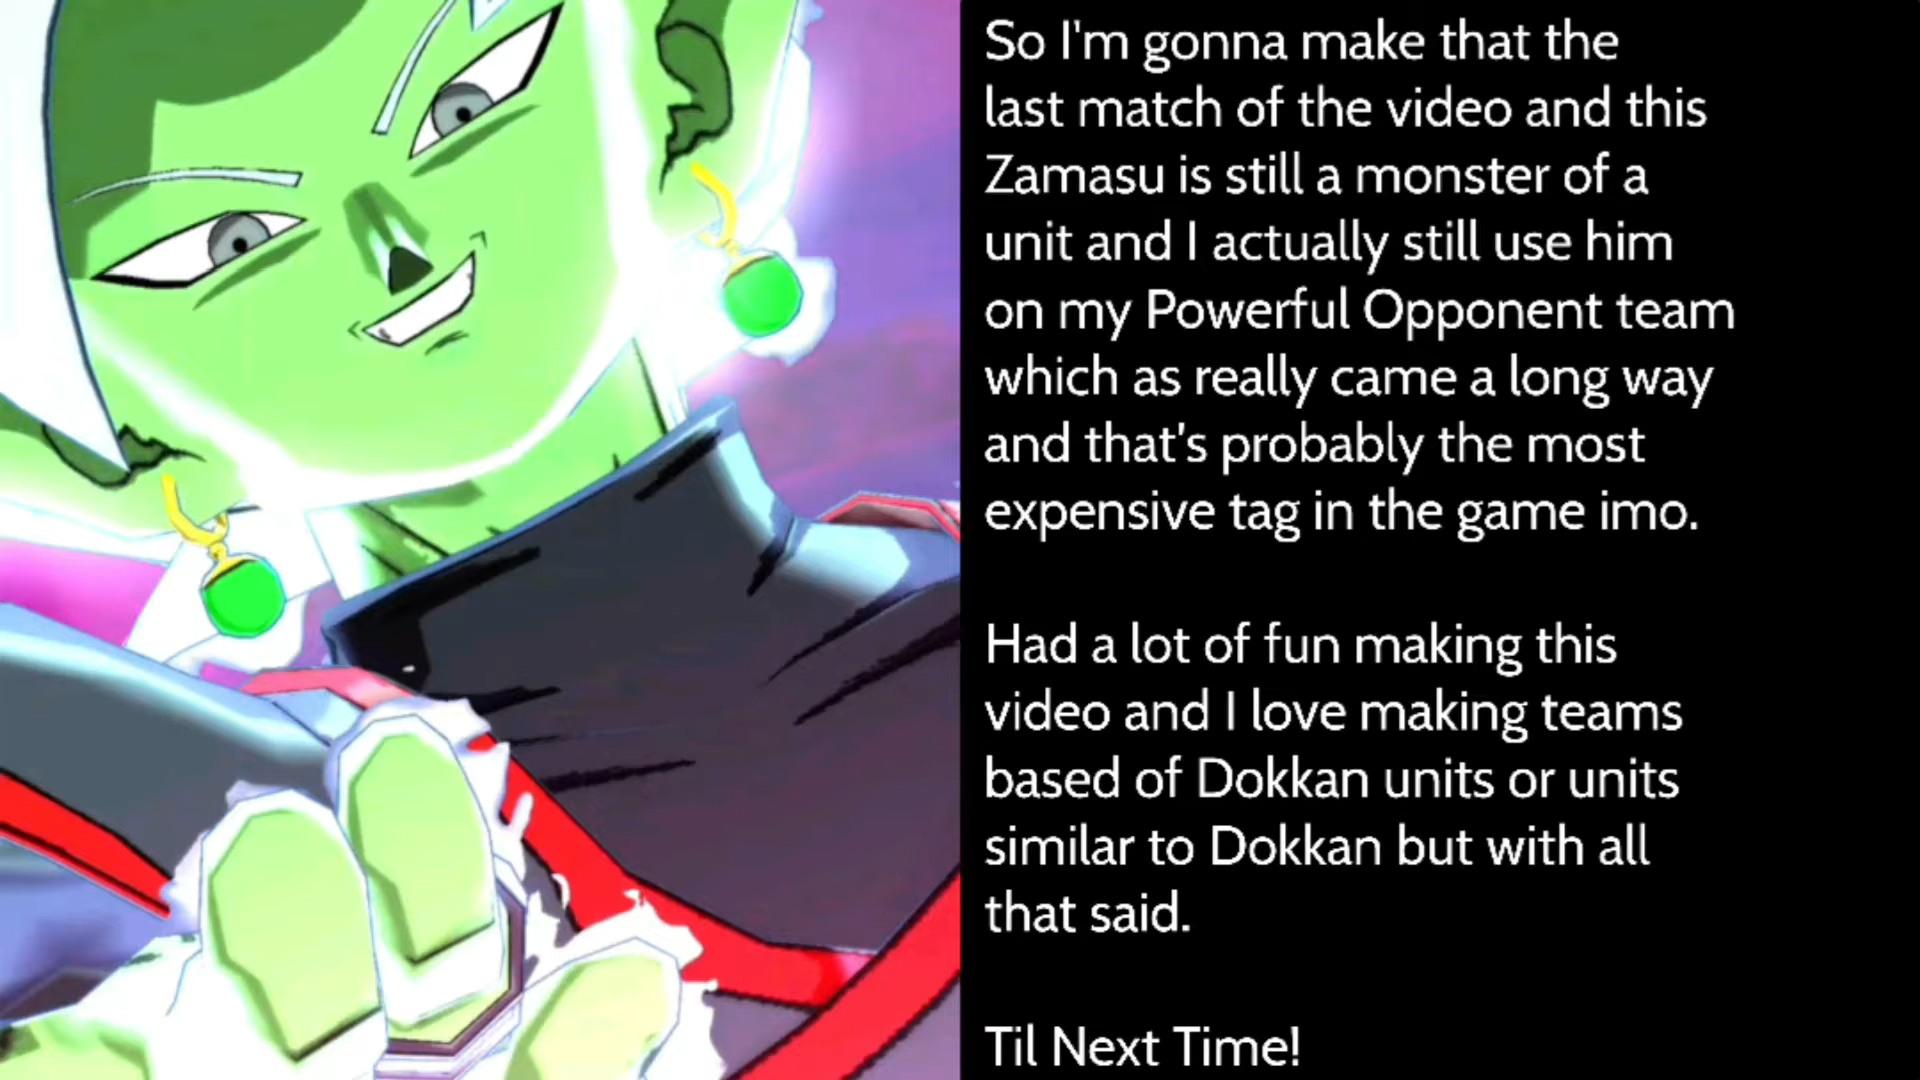 So I'm gonna make that the
last match of the video and this
Zamasu is still a monster of a
unit and I actually still use him
on my Powerful Opponent team
which as really came a long way
and that's probably the most
expensive tag in the game imo.
Had a lot of fun making this
video and I love making teams
based of Dokkan units or units
similar to Dokkan but with all
that said.
Til Next Time!